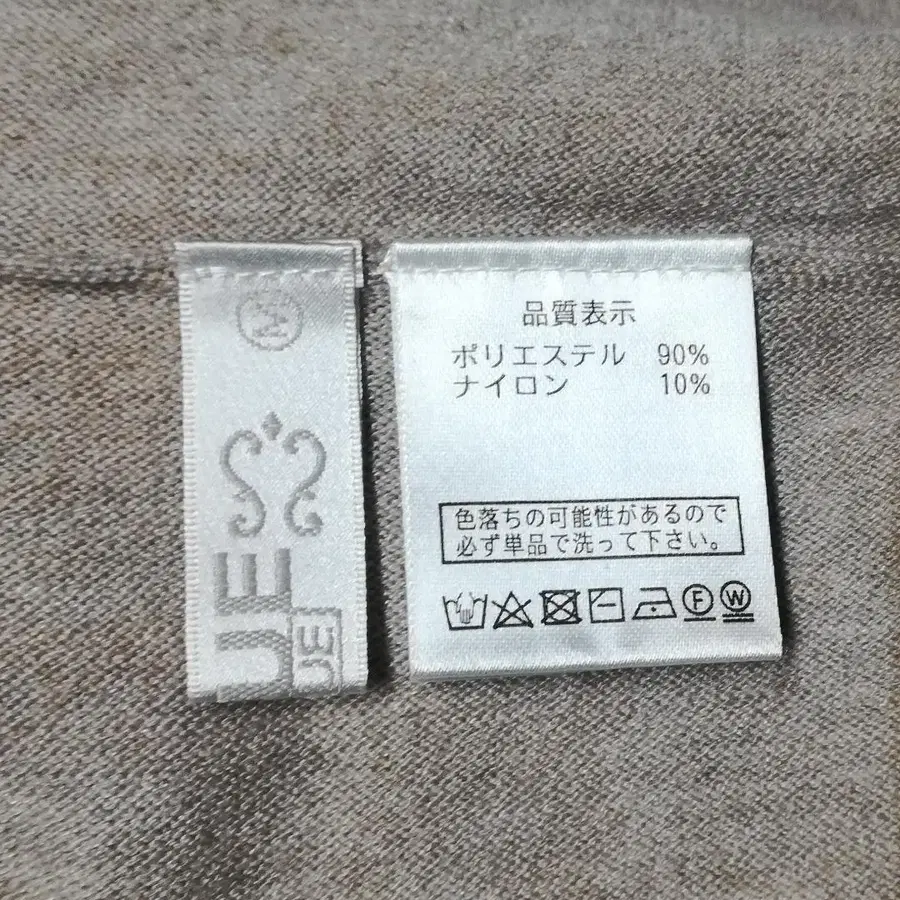 M
UE
UE
品質表示
ポリエステル 90%
ナイロン 10%
色落ちの可能性があるので
必ず単品で洗って下さい。
F W